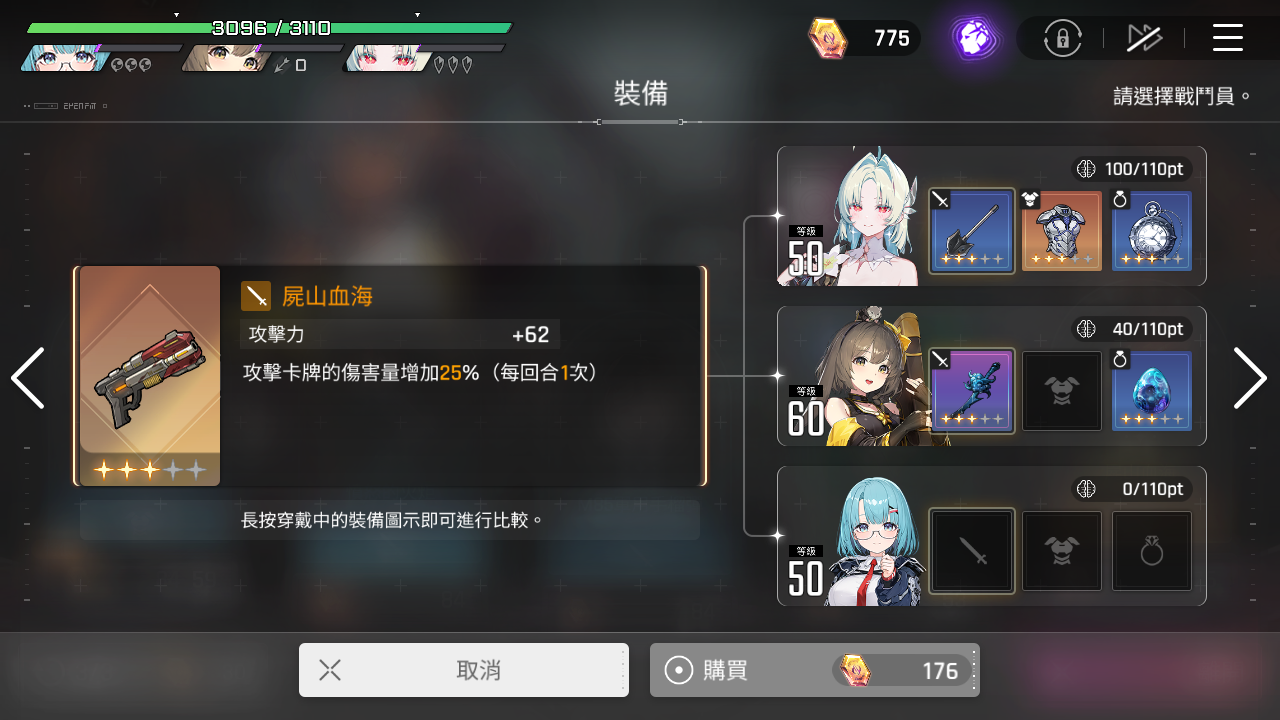 3096 / 3110
775
裝備
請選擇戰鬥員。
100/110pt
等級
50
屍山血海
攻擊力 +62
攻擊卡牌的傷害量增加25%（每回合1次）
40/110pt
等級
60
0/110pt
等級
50
長按穿戴中的裝備圖示即可進行比較。
取消
購買 176